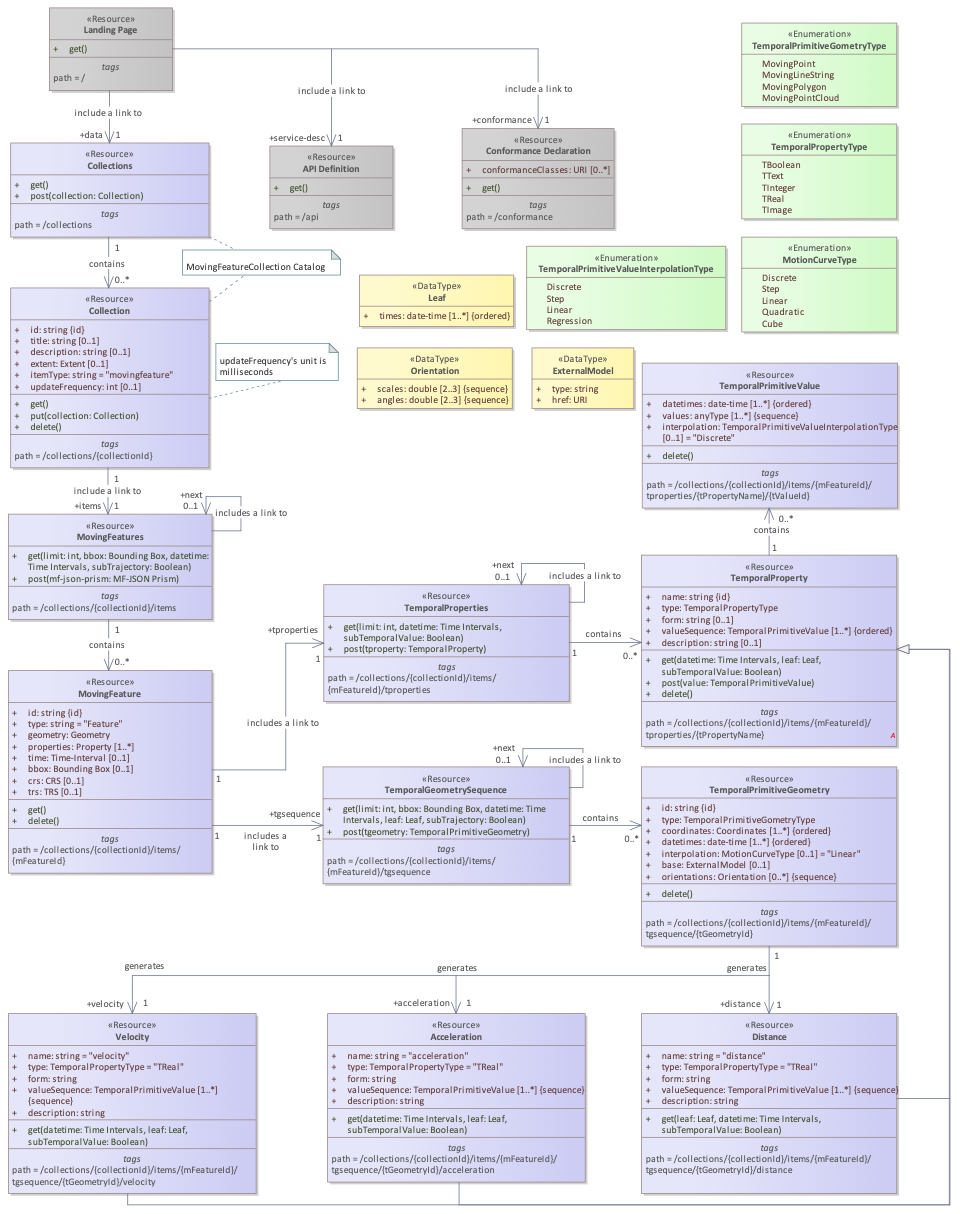 «Resource»
Landing Page
+ get()
tags
path = /
include a link to
+data 1
include a link to
+service-desc 1
include a link to
+conformance 1
«Resource»
Collections
+ get()
+ post(collection: Collection)
tags
path = /collections
«Resource»
API Definition
+ get()
tags
path = /api
«Resource»
Conformance Declaration
+ conformanceClasses: URI [0..*]
+ get()
tags
path = /conformance
«Enumeration»
TemporalPrimitiveGometryType
MovingPoint
MovingLineString
MovingPolygon
MovingPointCloud
«Enumeration»
TemporalPropertyType
TBoolean
TText
TInteger
TReal
TImage
«Enumeration»
MotionCurveType
Discrete
Step
Linear
Quadratic
Cube
«Enumeration»
TemporalPrimitiveValueInterpolationType
Discrete
Step
Linear
Regression
1
contains
0..*
MovingFeatureCollection Catalog
«DataType»
Leaf
+ times: date-time [1..*] {ordered}
«DataType»
Orientation
+ scales: double [2..3] {sequence}
+ angles: double [2..3] {sequence}
«DataType»
ExternalModel
+ type: string
+ href: URI
«Resource»
Collection
+ id: string {id}
+ title: string [0..1]
+ description: string [0..1]
+ extent: Extent [0..1]
+ itemType: string = "movingfeature"
+ updateFrequency: int [0..1]
+ get()
+ put(collection: Collection)
+ delete()
tags
path = /collections/{collectionId}
updateFrequency's unit is
milliseconds
«Resource»
TemporalPrimitiveValue
+ datetimes: date-time [1..*] {ordered}
+ values: anyType [1..*] {sequence}
+ interpolation: TemporalPrimitiveValueInterpolationType
[0..1] = "Discrete"
+ delete()
tags
path = /collections/{collectionId}/items/{mFeatureId}/
tproperties/{tPropertyName}/{tValueId}
1
include a link to
+items 1
+next
0..1
includes a link to
«Resource»
MovingFeatures
+ get(limit: int, bbox: Bounding Box, datetime:
Time Intervals, subTrajectory: Boolean)
+ post(mf-json-prism: MF-JSON Prism)
tags
path = /collections/{collectionId}/items
0..*
contains
1
«Resource»
TemporalProperty
+ name: string {id}
+ type: TemporalPropertyType
+ form: string [0..1]
+ valueSequence: TemporalPrimitiveValue [1..*] {ordered}
+ description: string [0..1]
+ get(datetime: Time Intervals, leaf: Leaf,
subTemporalValue: Boolean)
+ post(value: TemporalPrimitiveValue)
+ delete()
tags
path = /collections/{collectionId}/items/{mFeatureId}/
tproperties/{tPropertyName}
A
+next
0..1
includes a link to
«Resource»
TemporalProperties
+ get(limit: int, datetime: Time Intervals,
subTemporalValue: Boolean)
+ post(tproperty: TemporalProperty)
tags
path = /collections/{collectionId}/items/
{mFeatureId}/tproperties
contains
1
0..*
1
contains
0..*
+tproperties
1
includes a link to
1
«Resource»
MovingFeature
+ id: string {id}
+ type: string = "Feature"
+ geometry: Geometry
+ properties: Property [1..*]
+ time: Time-Interval [0..1]
+ bbox: Bounding Box [0..1]
+ crs: CRS [0..1]
+ trs: TRS [0..1]
+ get()
+ delete()
tags
path = /collections/{collectionId}/items/
{mFeatureId}
+tgsequence
1
includes a
link to
1
+next
0..1
includes a link to
«Resource»
TemporalGeometrySequence
+ get(limit: int, bbox: Bounding Box, datetime: Time
Intervals, leaf: Leaf, subTrajectory: Boolean)
+ post(tgeometry: TemporalPrimitiveGeometry)
tags
path = /collections/{collectionId}/items/
{mFeatureId}/tgsequence
contains
1
0..*
«Resource»
TemporalPrimitiveGeometry
+ id: string {id}
+ type: TemporalPrimitiveGometryType
+ coordinates: Coordinates [1..*] {ordered}
+ datetimes: date-time [1..*] {ordered}
+ interpolation: MotionCurveType [0..1] = "Linear"
+ base: ExternalModel [0..1]
+ orientations: Orientation [0..*] {sequence}
+ delete()
tags
path = /collections/{collectionId}/items/{mFeatureId}/
tgsequence/{tGeometryId}
1
generates
generates
generates
+velocity 1
+acceleration 1
+distance 1
«Resource»
Velocity
+ name: string = "velocity"
+ type: TemporalPropertyType = "TReal"
+ form: string
+ valueSequence: TemporalPrimitiveValue [1..*]
{sequence}
+ description: string
+ get(datetime: Time Intervals, leaf: Leaf,
subTemporalValue: Boolean)
tags
path = /collections/{collectionId}/items/{mFeatureId}/
tgsequence/{tGeometryId}/velocity
«Resource»
Acceleration
+ name: string = "acceleration"
+ type: TemporalPropertyType = "TReal"
+ form: string
+ valueSequence: TemporalPrimitiveValue [1..*] {sequence}
+ description: string
+ get(datetime: Time Intervals, leaf: Leaf,
subTemporalValue: Boolean)
tags
path = /collections/{collectionId}/items/{mFeatureId}/
tgsequence/{tGeometryId}/acceleration
«Resource»
Distance
+ name: string = "distance"
+ type: TemporalPropertyType = "TReal"
+ form: string
+ valueSequence: TemporalPrimitiveValue [1..*] {sequence}
+ description: string
+ get(leaf: Leaf, datetime: Time Intervals,
subTemporalValue: Boolean)
tags
path = /collections/{collectionId}/items/{mFeatureId}/
tgsequence/{tGeometryId}/distance